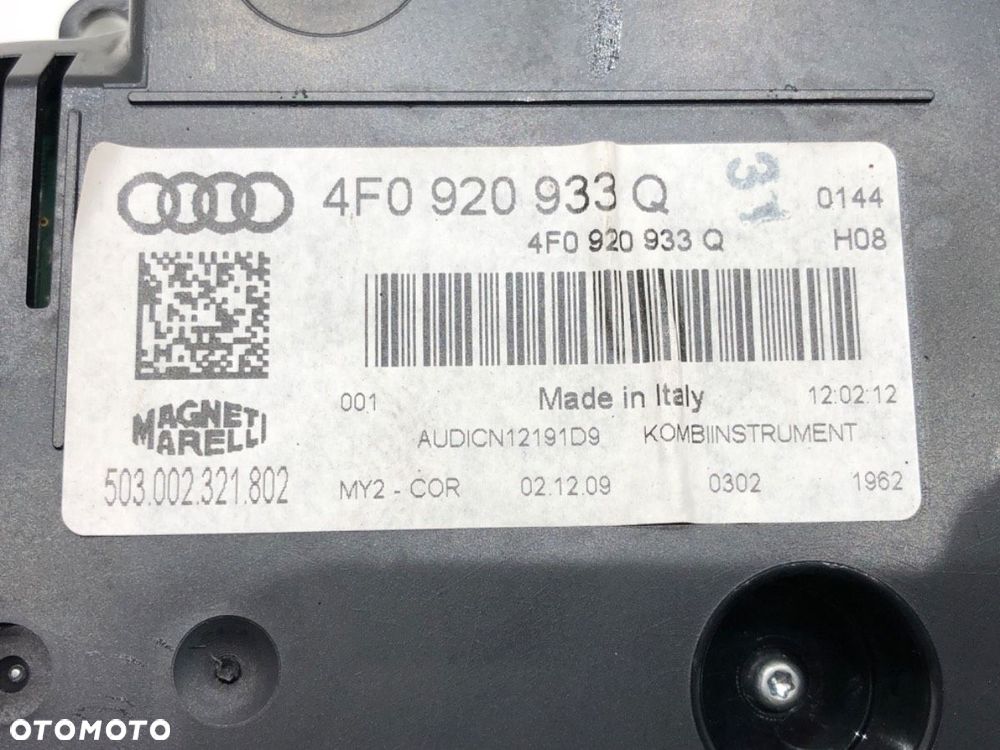 4F0 920 933 Q
31
0144
4F0 920 933 Q
H08
001
Made in Italy
12:02:12
MAGNETI
MARELLI
AUDICN12191D9
KOMBIINSTRUMENT
503.002.321.802
MY2 - COR
02.12.09
0302
1962
OTOMOTO